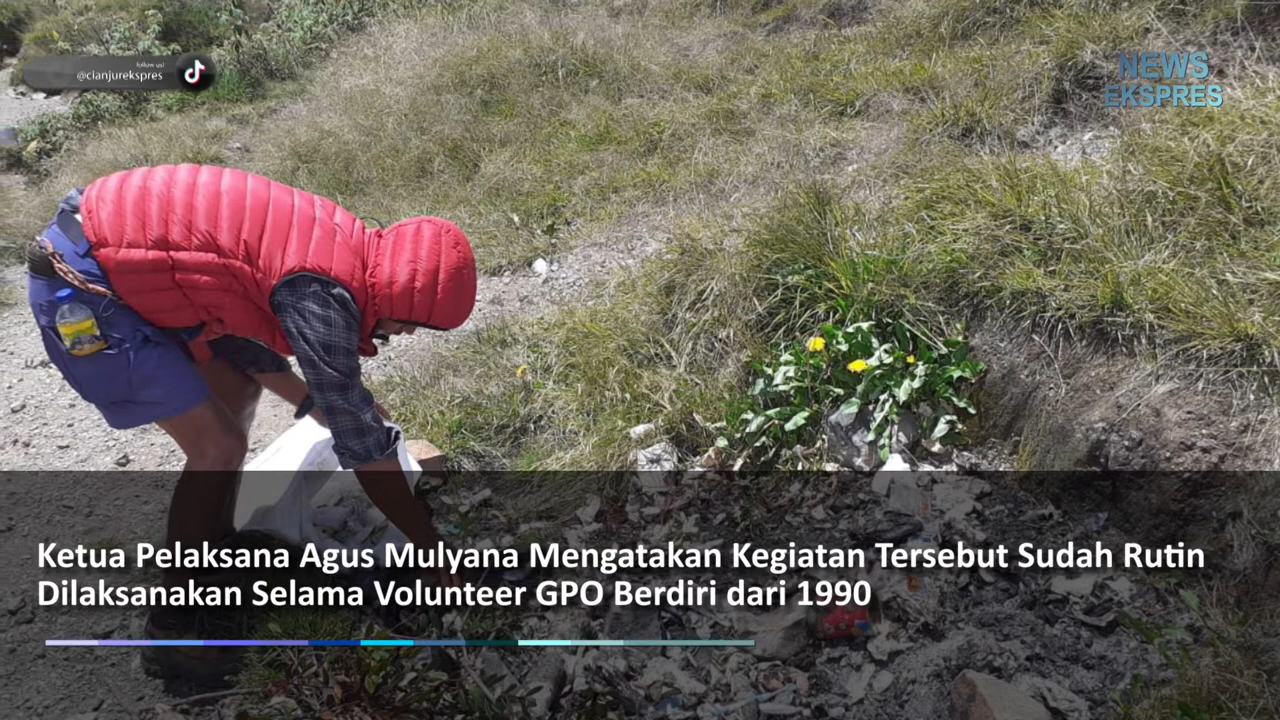 follow us!
@cianjurekspres
NEWS
EKSPRES
Ketua Pelaksana Agus Mulyana Mengatakan Kegiatan Tersebut Sudah Rutin
Dilaksanakan Selama Volunteer GPO Berdiri dari 1990